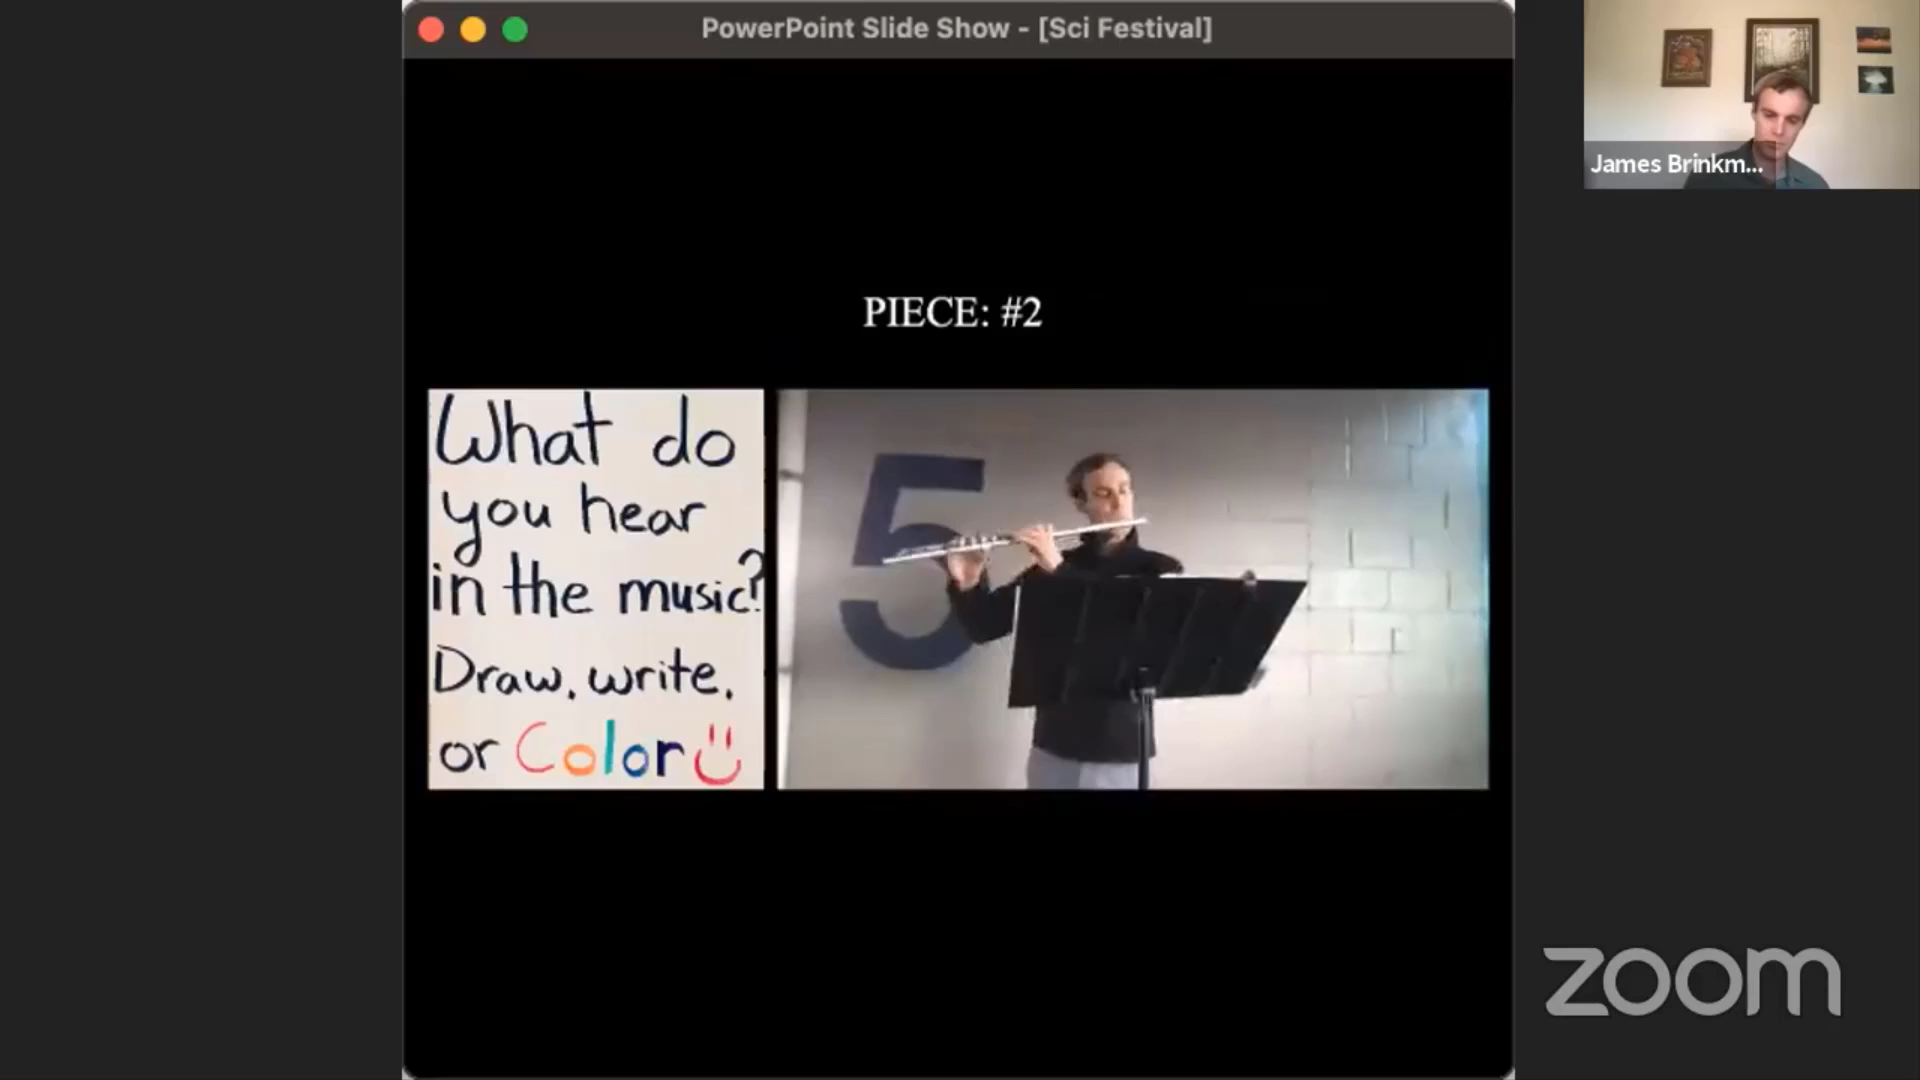 PowerPoint Slide Show - [Sci Festival]
James Brinkm...
PIECE: #2
What do
you hear
in the music?
Draw, write,
or Color
5
zoom